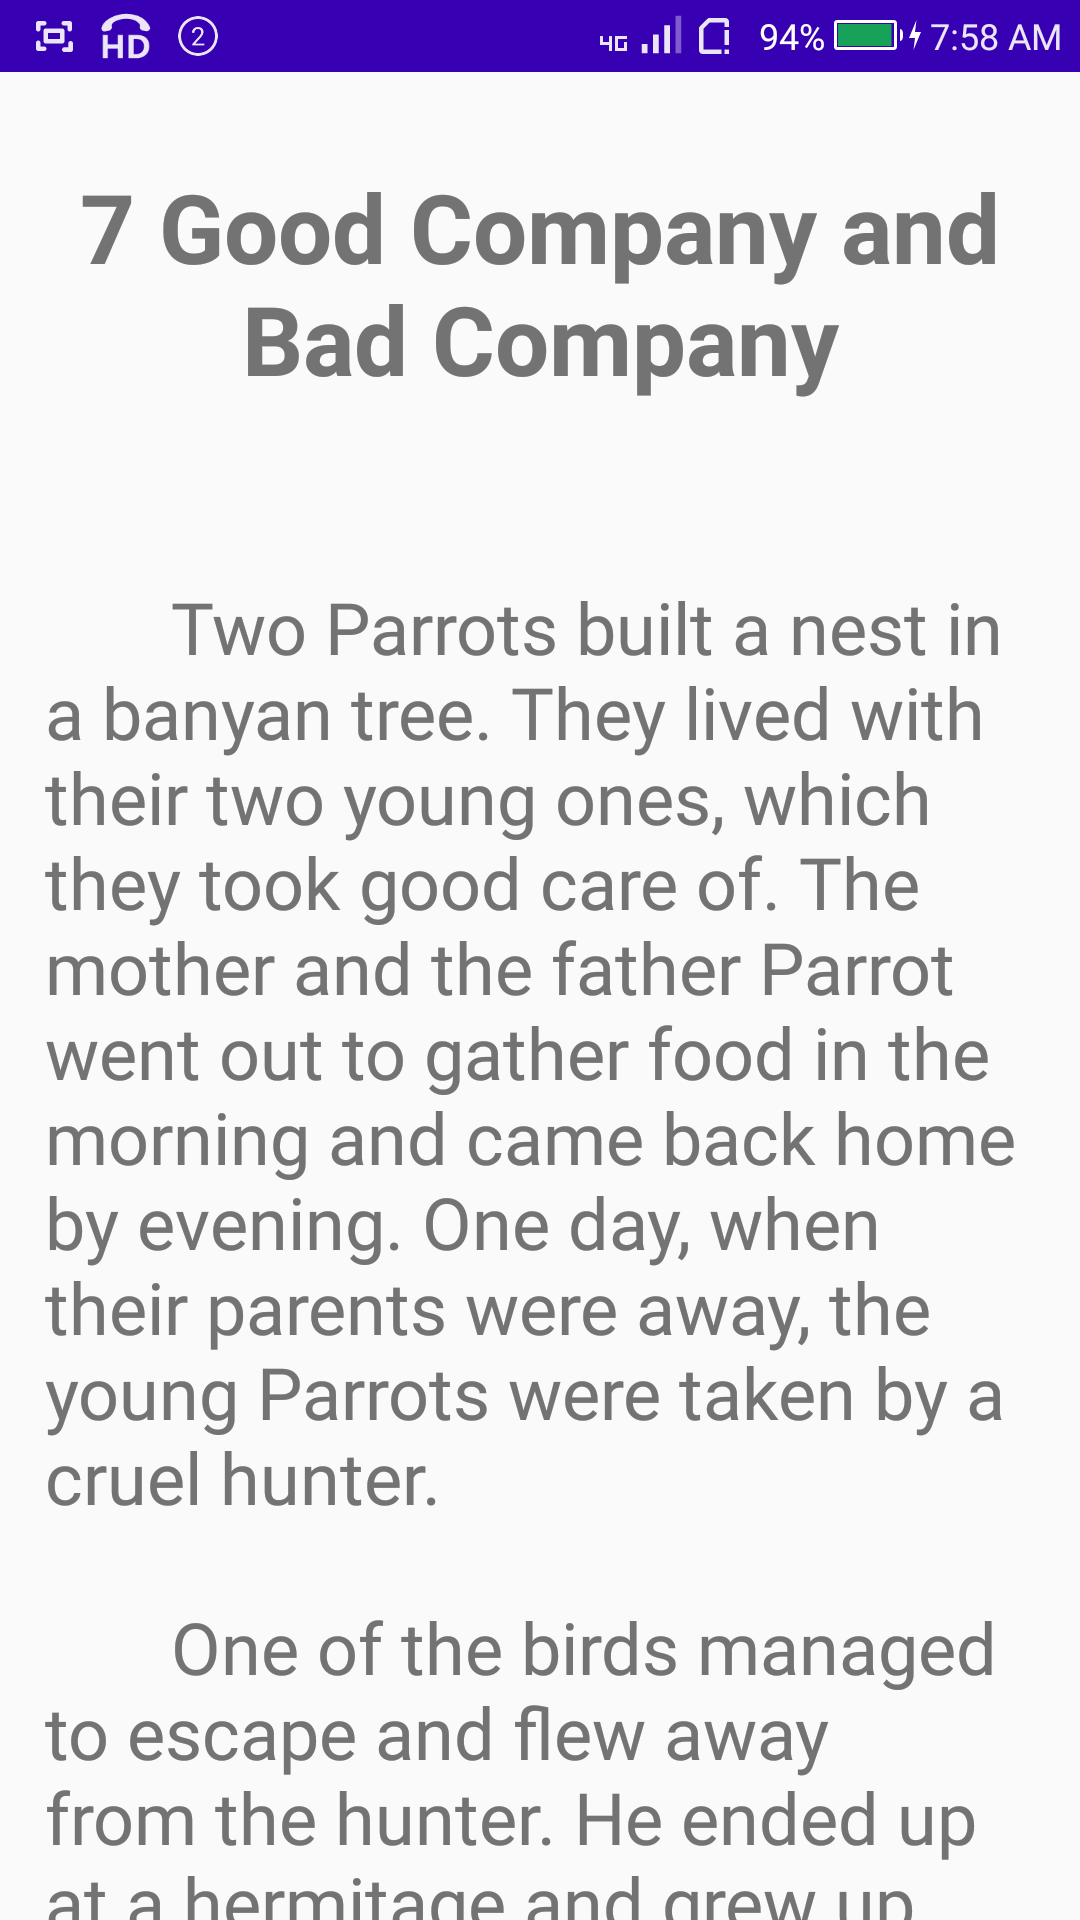 HD 2 4G 94% 7:58 AM
7 Good Company and
Bad Company
Two Parrots built a nest in
a banyan tree. They lived with
their two young ones, which
they took good care of. The
mother and the father Parrot
went out to gather food in the
morning and came back home
by evening. One day, when
their parents were away, the
young Parrots were taken by a
cruel hunter.
One of the birds managed
to escape and flew away
from the hunter. He ended up
at a hermitage and grew up